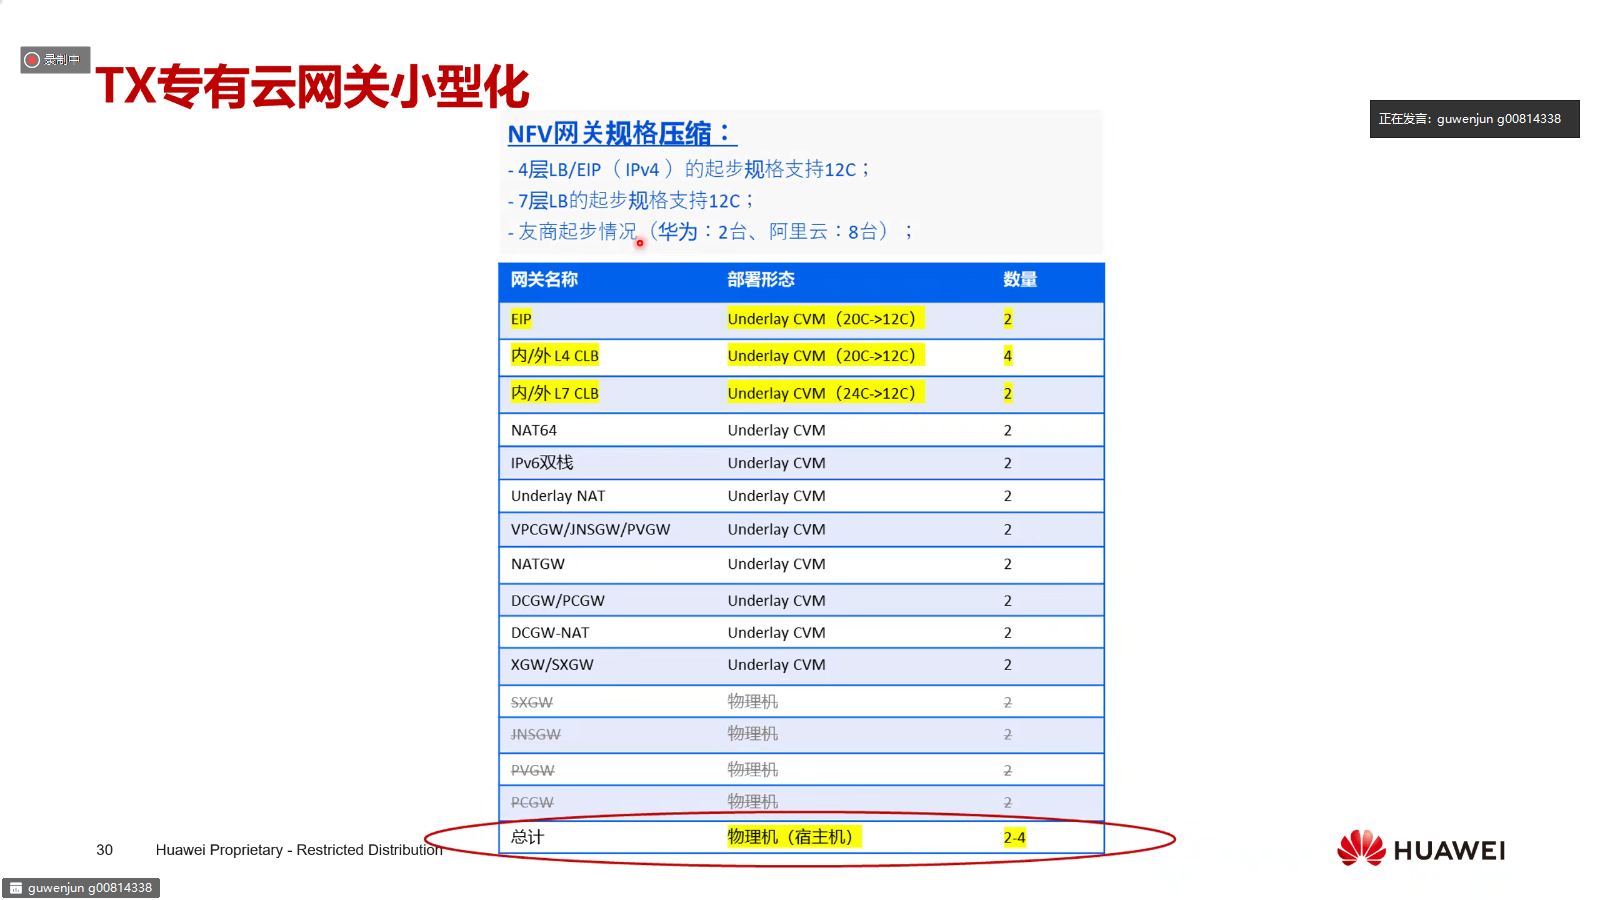 录制中
TX专有云网关小型化
正在发言: guwenjun g00814338
NFV网关规格压缩：
- 4层LB/EIP（ IPv4 ）的起步规格支持12C；
- 7层LB的起步规格支持12C；
- 友商起步情况（华为：2台、阿里云：8台）；
网关名称 部署形态 数量
EIP Underlay CVM（20C->12C） 2
内/外 L4 CLB Underlay CVM（20C->12C） 4
内/外 L7 CLB Underlay CVM（24C->12C） 2
NAT64 Underlay CVM 2
IPv6双栈 Underlay CVM 2
Underlay NAT Underlay CVM 2
VPCGW/JNSGW/PVGW Underlay CVM 2
NATGW Underlay CVM 2
DCGW/PCGW Underlay CVM 2
DCGW-NAT Underlay CVM 2
XGW/SXGW Underlay CVM 2
SXGW 物理机 2
JNSGW 物理机 2
PVGW 物理机 2
PCGW 物理机 2
总计 物理机（宿主机） 2-4
30 Huawei Proprietary - Restricted Distribution
HUAWEI
guwenjun g00814338